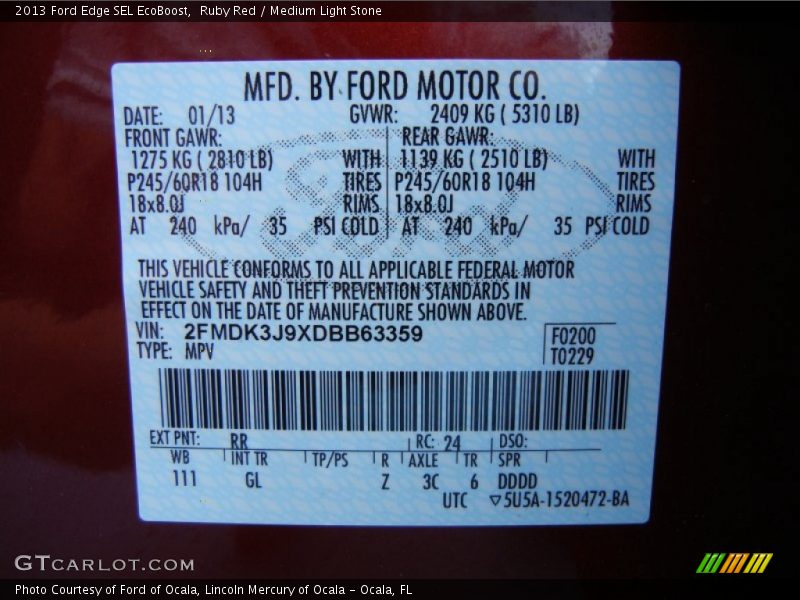 2013 Ford Edge SEL EcoBoost,  Ruby Red / Medium Light Stone
MFD. BY FORD MOTOR CO.
DATE: 01/13 GVWR: 2409 KG ( 5310 LB)
FRONT GAWR: REAR GAWR:
1275 KG ( 2810 LB) WITH 1139 KG ( 2510 LB) WITH
P245/60R18 104H TIRES P245/60R18 104H TIRES
18x8.0J RIMS 18x8.0J RIMS
AT 240 kPa/ 35 PSI COLD AT 240 kPa/ 35 PSI COLD
Ford
THIS VEHICLE CONFORMS TO ALL APPLICABLE FEDERAL MOTOR
VEHICLE SAFETY AND THEFT PREVENTION STANDARDS IN
EFFECT ON THE DATE OF MANUFACTURE SHOWN ABOVE.
VIN: 2FMDK3J9XDBB63359 F0200
TYPE: MPV T0229
EXT PNT: RR RC: 24 DSO:
WB INT TR TP/PS R AXLE TR SPR
111 GL Z 3C 6 DDDD
UTC ▽5U5A-1520472-BA
GTCARLOT.COM
Photo Courtesy of Ford of Ocala, Lincoln Mercury of Ocala - Ocala, FL